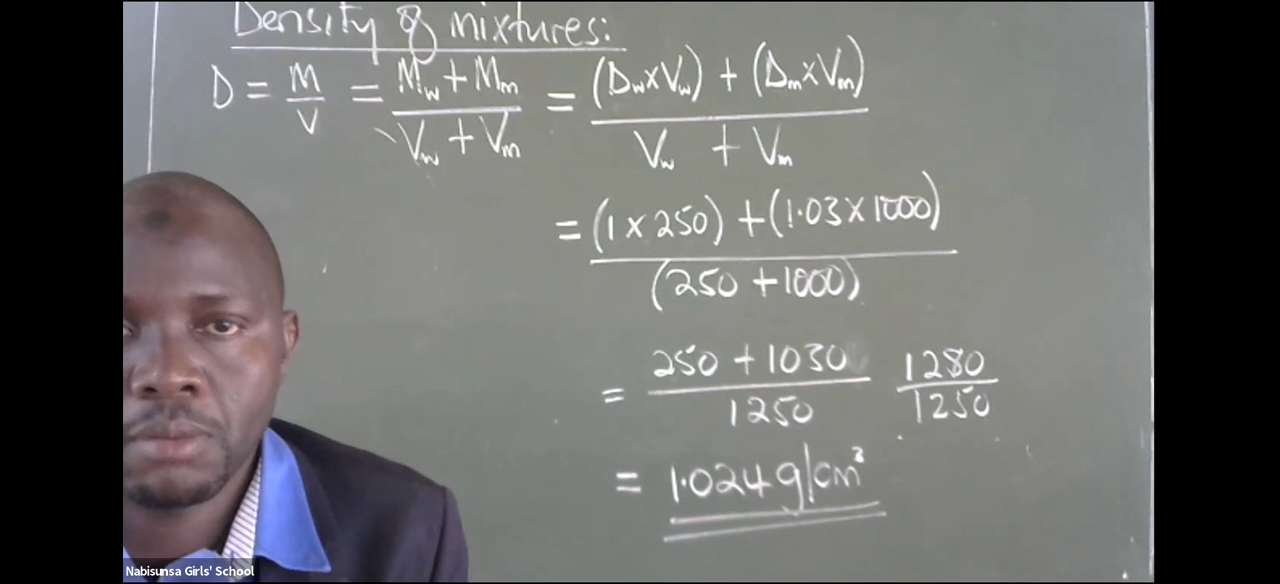 Density of mixtures:
D = M/V = (Mw + Mm)/(Vw + Vm) = ((Dw x Vw) + (Dm x Vm))/(Vw + Vm)
= ((1 x 250) + (1.03 x 1000))/(250 + 1000)
= (250 + 1030)/1250 1280/1250
= 1.024 g/cm³
Nabisunsa Girls' School